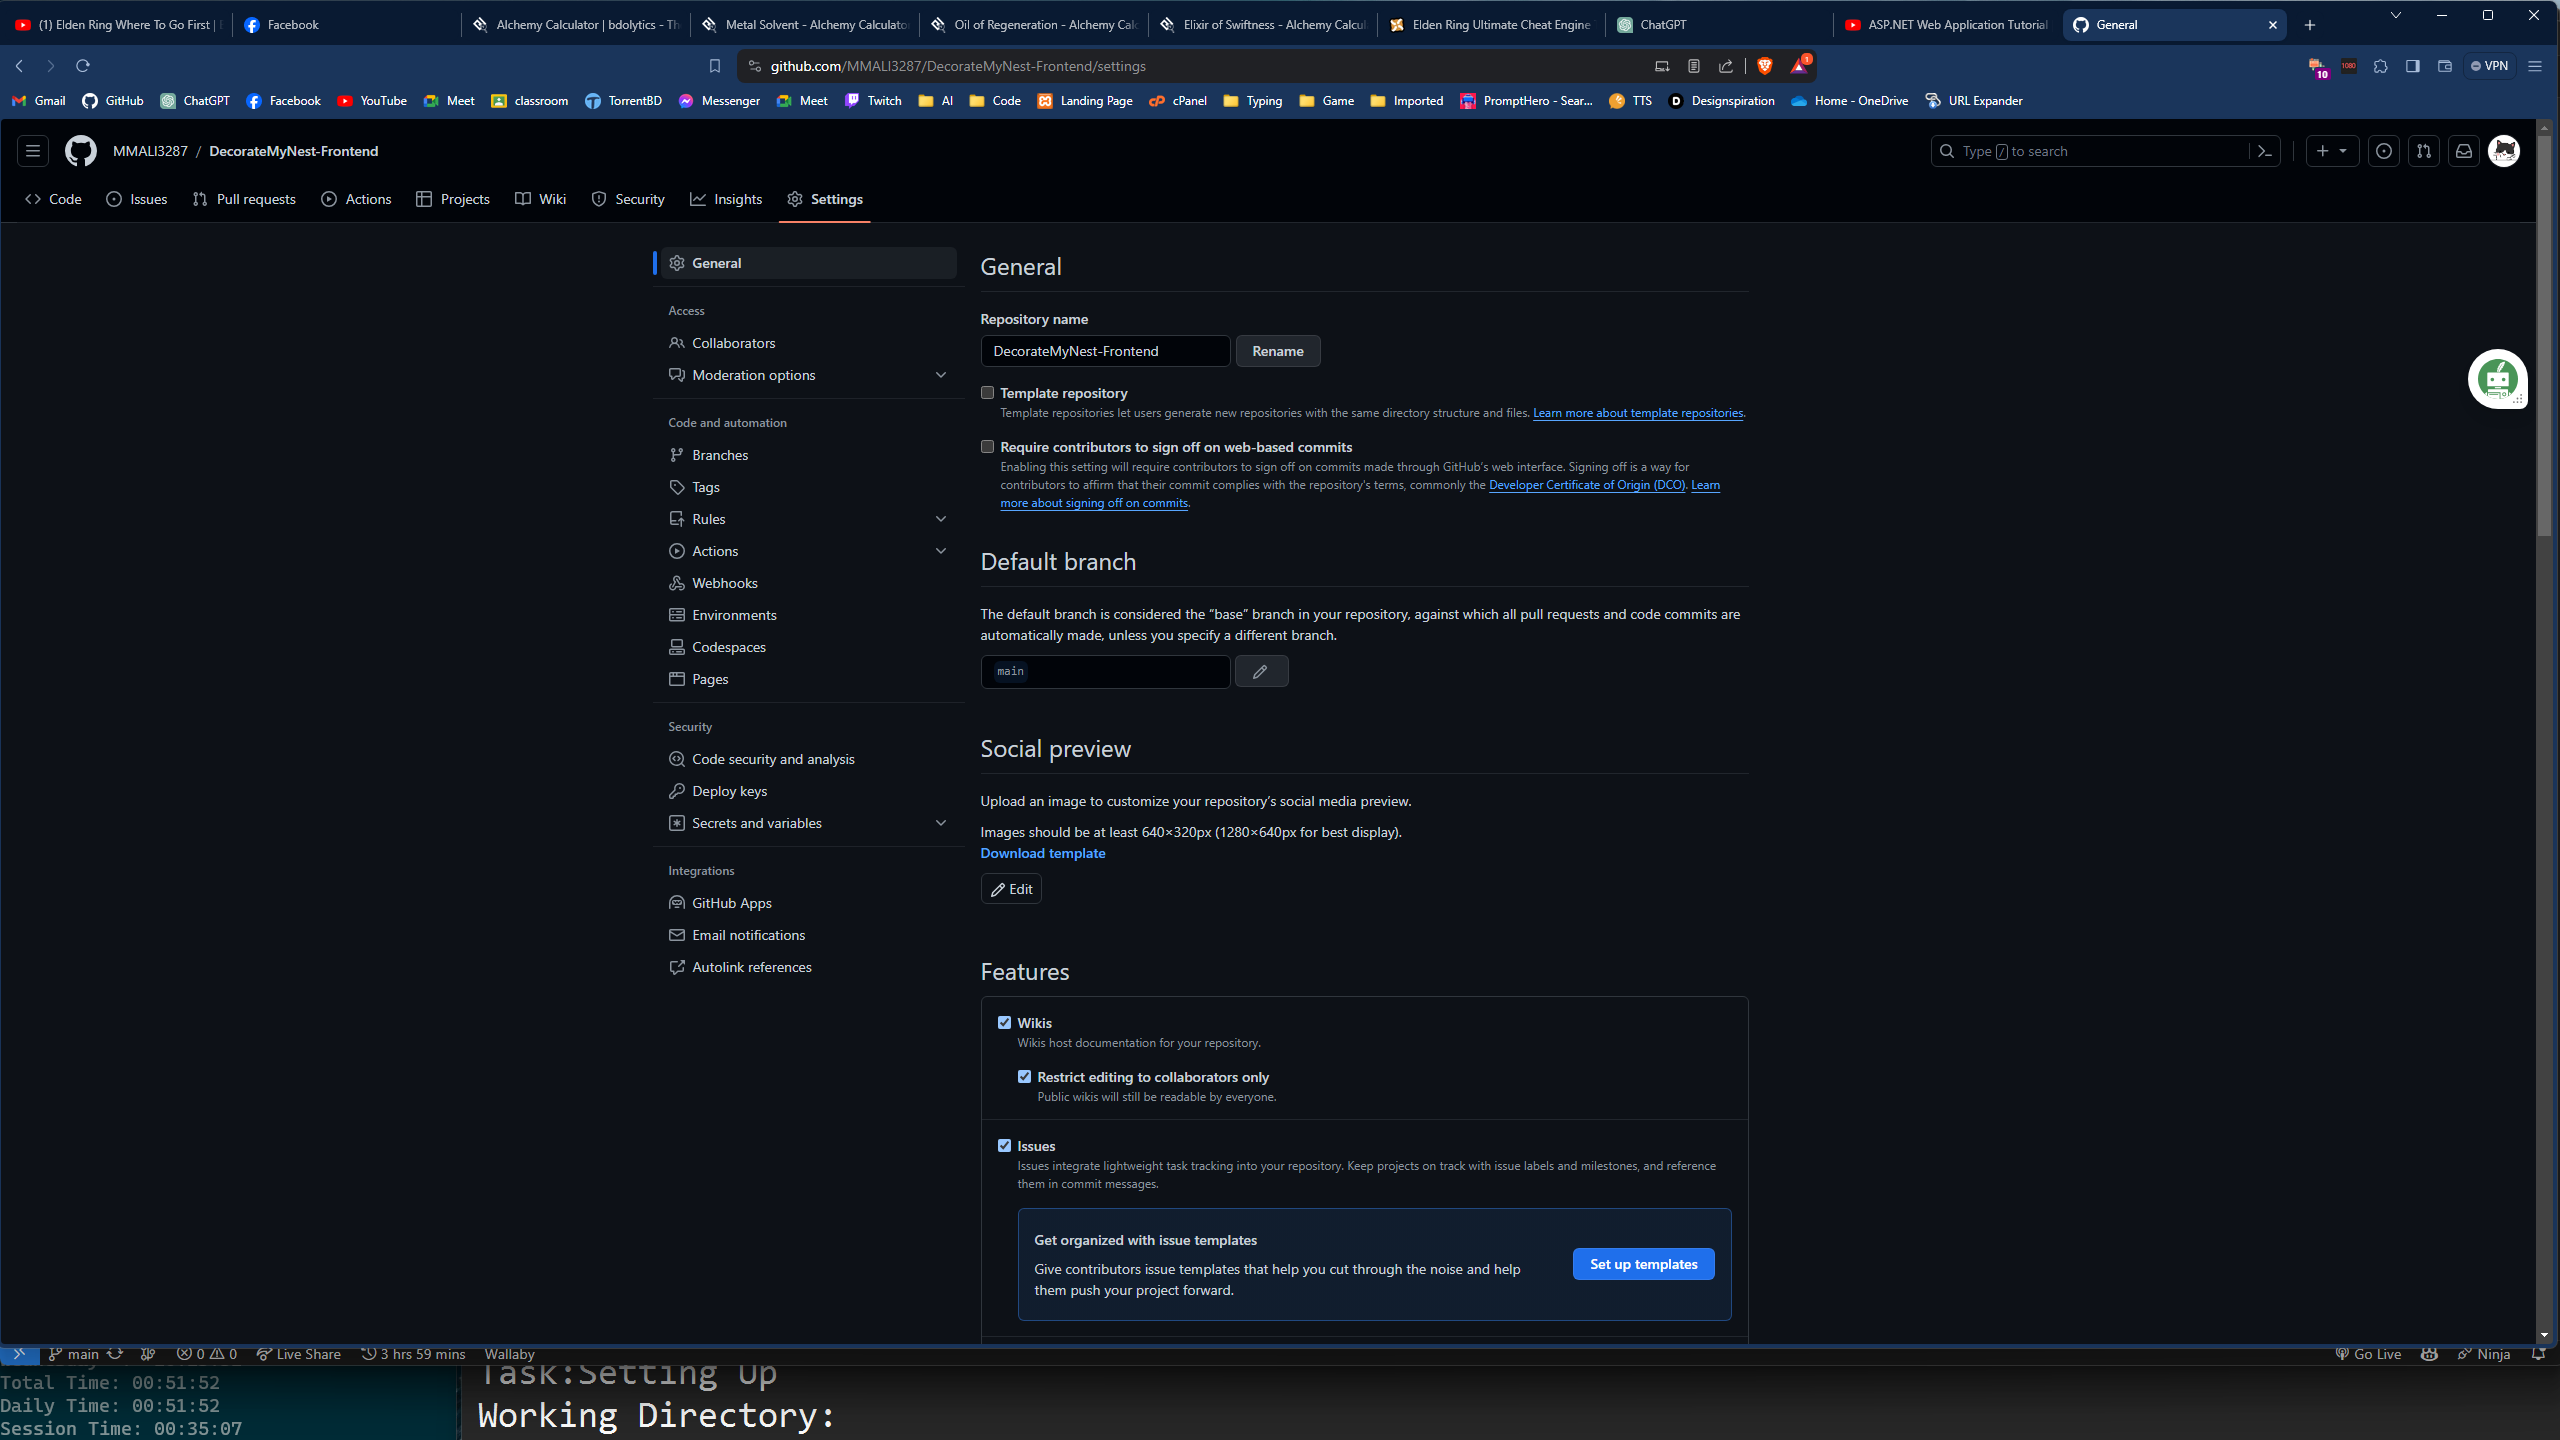 (1) Elden Ring Where To Go First |
Facebook
Alchemy Calculator | bdolytics - Th
Metal Solvent - Alchemy Calculator
Oil of Regeneration - Alchemy Calc
Elixir of Swiftness - Alchemy Calcul
Elden Ring Ultimate Cheat Engine
ChatGPT
ASP.NET Web Application Tutorial
General
github.com/MMALI3287/DecorateMyNest-Frontend/settings
1
10
1080
VPN
Gmail
GitHub
ChatGPT
Facebook
YouTube
Meet
classroom
TorrentBD
Messenger
Meet
Twitch
AI
Code
Landing Page
cPanel
Typing
Game
Imported
PromptHero - Sear...
TTS
Designspiration
Home - OneDrive
URL Expander
MMALI3287 / DecorateMyNest-Frontend
Type / to search
Code
Issues
Pull requests
Actions
Projects
Wiki
Security
Insights
Settings
General
Access
Collaborators
Moderation options
Code and automation
Branches
Tags
Rules
Actions
Webhooks
Environments
Codespaces
Pages
Security
Code security and analysis
Deploy keys
Secrets and variables
Integrations
GitHub Apps
Email notifications
Autolink references
General
Repository name
DecorateMyNest-Frontend
Rename
Template repository
Template repositories let users generate new repositories with the same directory structure and files. Learn more about template repositories.
Require contributors to sign off on web-based commits
Enabling this setting will require contributors to sign off on commits made through GitHub's web interface. Signing off is a way for
contributors to affirm that their commit complies with the repository's terms, commonly the Developer Certificate of Origin (DCO). Learn
more about signing off on commits.
Default branch
The default branch is considered the “base” branch in your repository, against which all pull requests and code commits are
automatically made, unless you specify a different branch.
main
Social preview
Upload an image to customize your repository’s social media preview.
Images should be at least 640×320px (1280×640px for best display).
Download template
Edit
Features
Wikis
Wikis host documentation for your repository.
Restrict editing to collaborators only
Public wikis will still be readable by everyone.
Issues
Issues integrate lightweight task tracking into your repository. Keep projects on track with issue labels and milestones, and reference
them in commit messages.
Get organized with issue templates
Give contributors issue templates that help you cut through the noise and help
them push your project forward.
Set up templates
main
0
0
Live Share
3 hrs 59 mins
Wallaby
Go Live
Ninja
Total Time: 00:51:52
Daily Time: 00:51:52
Session Time: 00:35:07
Task:Setting Up
Working Directory: